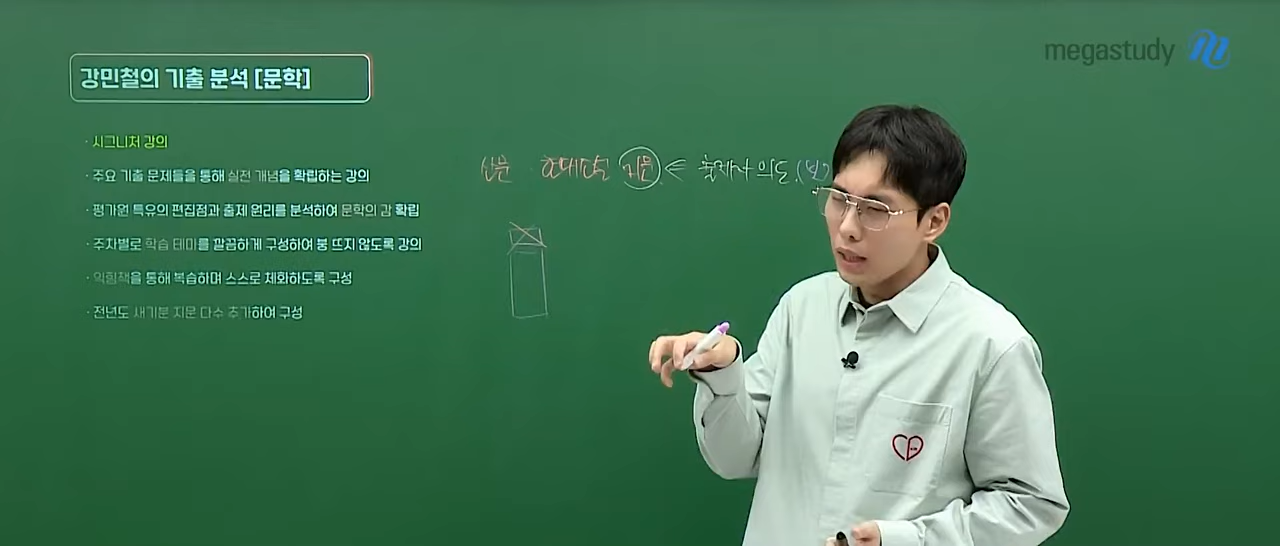 megastudy
강민철의 기출 분석 [문학]
· 시그니처 강의
· 주요 기출 문제들을 통해 실전 개념을 확립하는 강의
· 평가원 특유의 편집점과 출제 원리를 분석하여 문학의 감 확립
· 주차별로 학습 테마를 깔끔하게 구성하여 붕 뜨지 않도록 강의
· 익힘책을 통해 복습하며 스스로 체화하도록 구성
· 전년도 새기분 지문 다수 추가하여 구성
지문 ← 출제자 의도